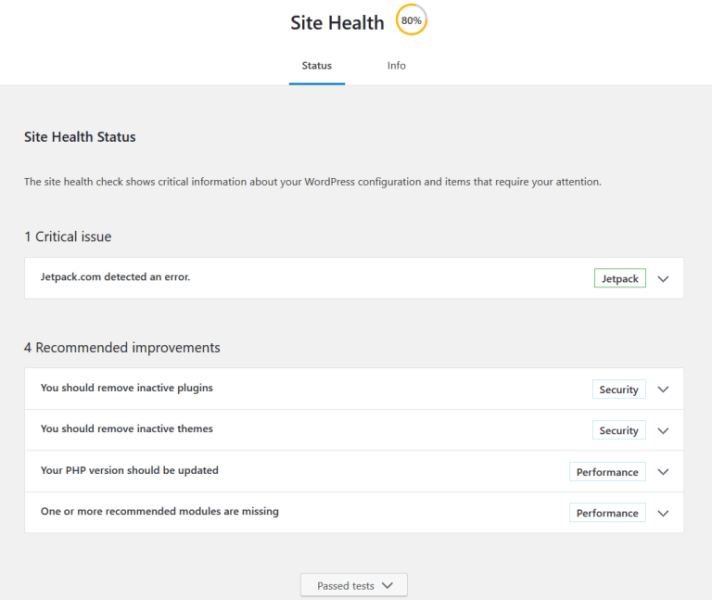 Site Health 80%
Status Info
Site Health Status
The site health check shows critical information about your WordPress configuration and items that require your attention.
1 Critical issue
Jetpack.com detected an error. Jetpack
4 Recommended improvements
You should remove inactive plugins Security
You should remove inactive themes Security
Your PHP version should be updated Performance
One or more recommended modules are missing Performance
Passed tests